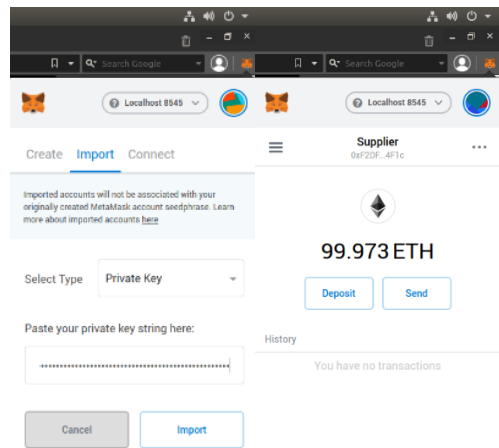 Search Google
Localhost 8545
Create Import Connect
Imported accounts will not be associated with your
originally created MetaMask account seedphrase. Learn
more about imported accounts here
Select Type
Private Key
Paste your private key string here:
Cancel
Import
Search Google
Localhost 8545
Supplier
0xF2DF...4F1c
99.973 ETH
Deposit
Send
History
You have no transactions